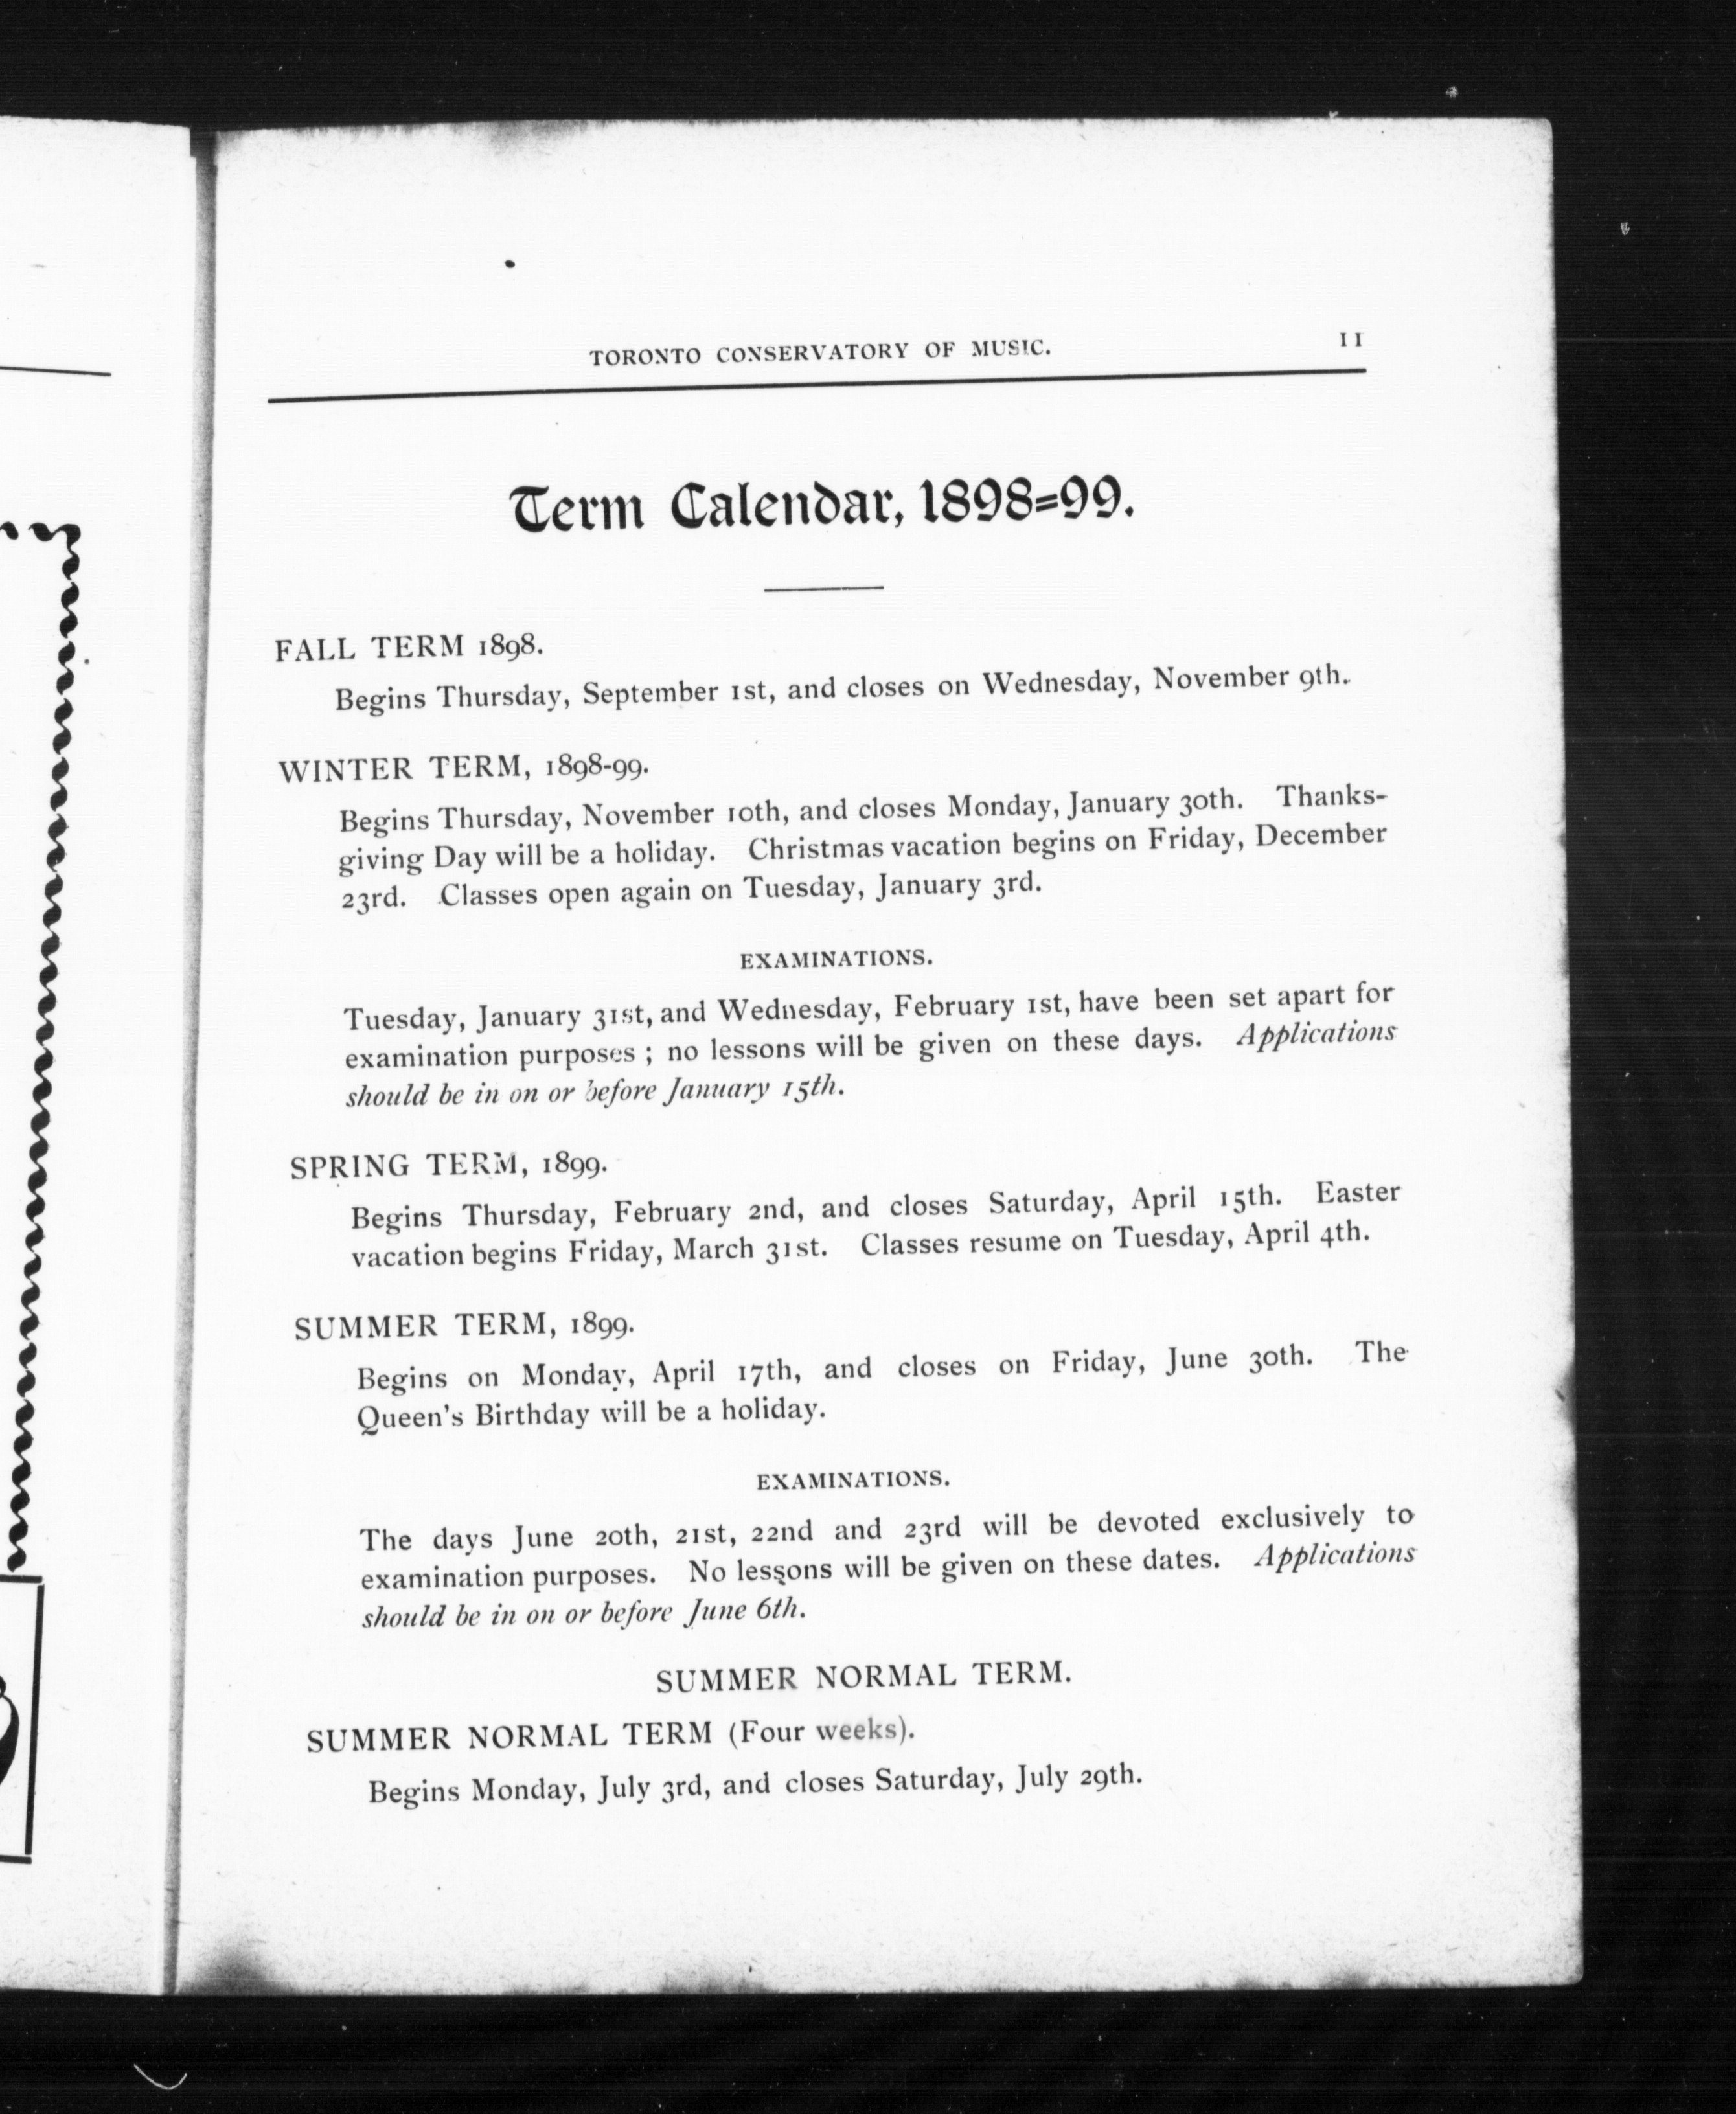 TORONTO CONSERVATORY OF MUSIC. 11
Term Calendar, 1898-99.
FALL TERM 1898.
Begins Thursday, September 1st, and closes on Wednesday, November 9th.
WINTER TERM, 1898-99.
Begins Thursday, November 10th, and closes Monday, January 30th. Thanks-
giving Day will be a holiday. Christmas vacation begins on Friday, December
23rd. Classes open again on Tuesday, January 3rd.
EXAMINATIONS.
Tuesday, January 31st, and Wednesday, February 1st, have been set apart for
examination purposes ; no lessons will be given on these days. Applications
should be in on or before January 15th.
SPRING TERM, 1899.
Begins Thursday, February 2nd, and closes Saturday, April 15th. Easter
vacation begins Friday, March 31st. Classes resume on Tuesday, April 4th.
SUMMER TERM, 1899.
Begins on Monday, April 17th, and closes on Friday, June 30th. The
Queen's Birthday will be a holiday.
EXAMINATIONS.
The days June 20th, 21st, 22nd and 23rd will be devoted exclusively to
examination purposes. No lessons will be given on these dates. Applications
should be in on or before June 6th.
SUMMER NORMAL TERM.
SUMMER NORMAL TERM (Four weeks).
Begins Monday, July 3rd, and closes Saturday, July 29th.